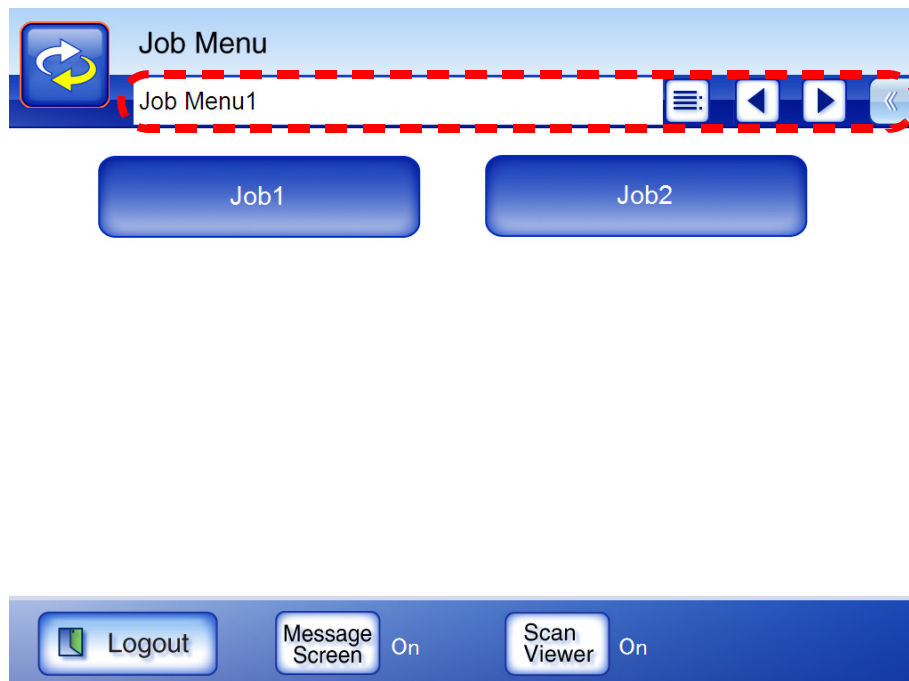 Job Menu
Job Menu1
Job1
Job2
Logout
Message
Screen
On
Scan
Viewer
On